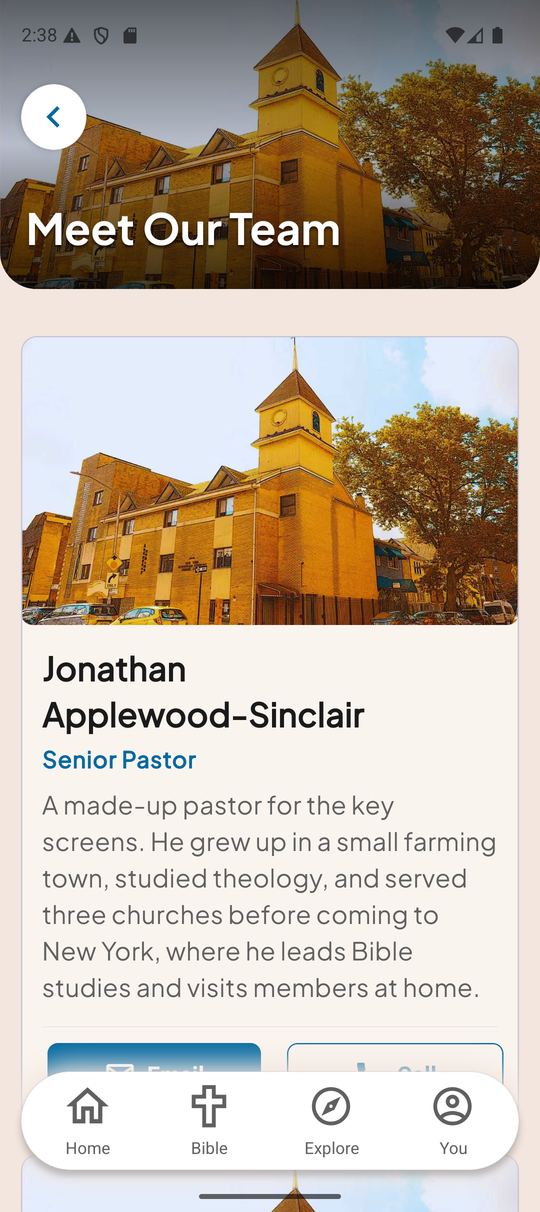 2:38
Meet Our Team
Jonathan
Applewood-Sinclair
Senior Pastor
A made-up pastor for the key
screens. He grew up in a small farming
town, studied theology, and served
three churches before coming to
New York, where he leads Bible
studies and visits members at home.
Email Call
Home Bible Explore You